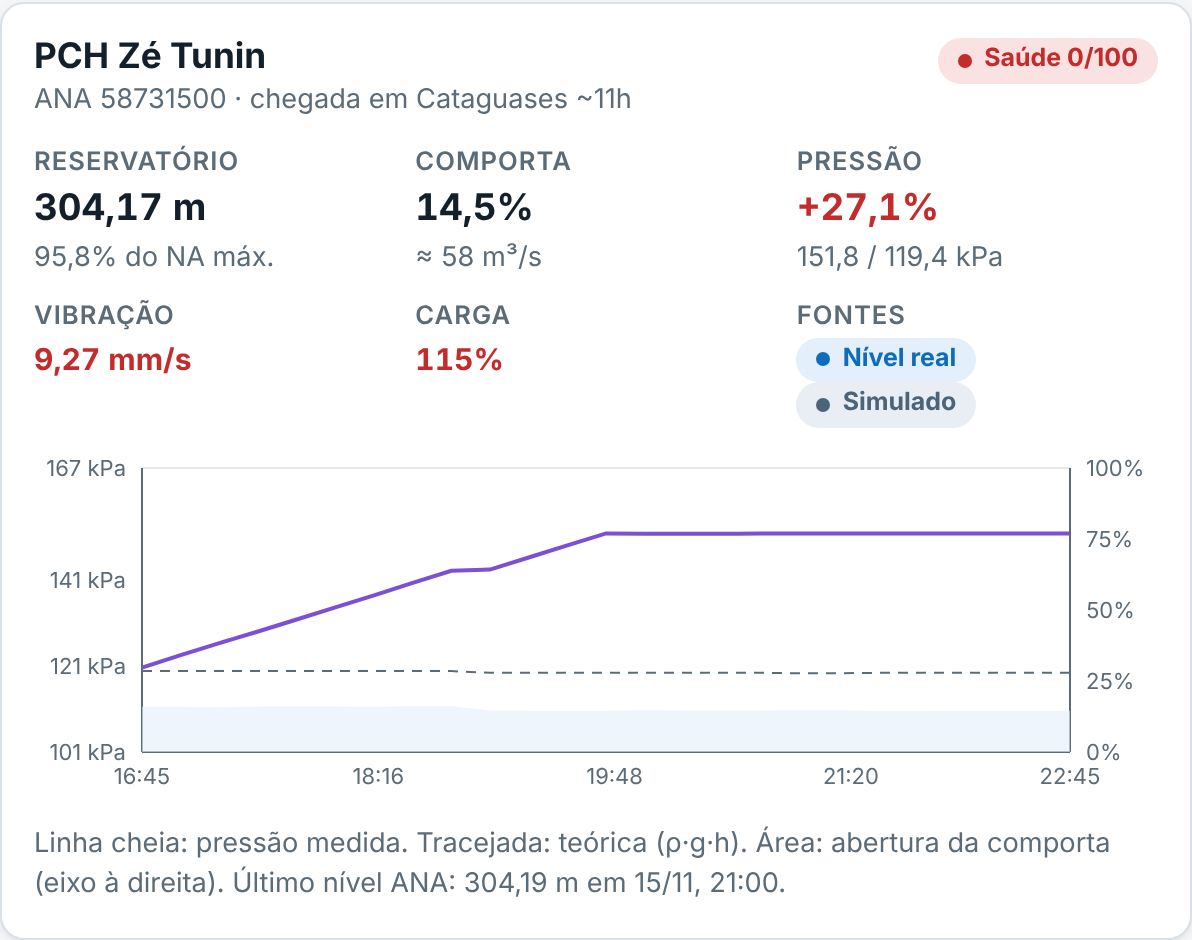 PCH Zé Tunin
Saúde 0/100
ANA 58731500 · chegada em Cataguases ~11h
RESERVATÓRIO
304,17 m
95,8% do NA máx.
COMPORTA
14,5%
≈ 58 m³/s
PRESSÃO
+27,1%
151,8 / 119,4 kPa
VIBRAÇÃO
9,27 mm/s
CARGA
115%
FONTES
Nível real
Simulado
167 kPa
141 kPa
121 kPa
101 kPa
100%
75%
50%
25%
0%
16:45
18:16
19:48
21:20
22:45
Linha cheia: pressão medida. Tracejada: teórica (ρ·g·h). Área: abertura da comporta
(eixo à direita). Último nível ANA: 304,19 m em 15/11, 21:00.